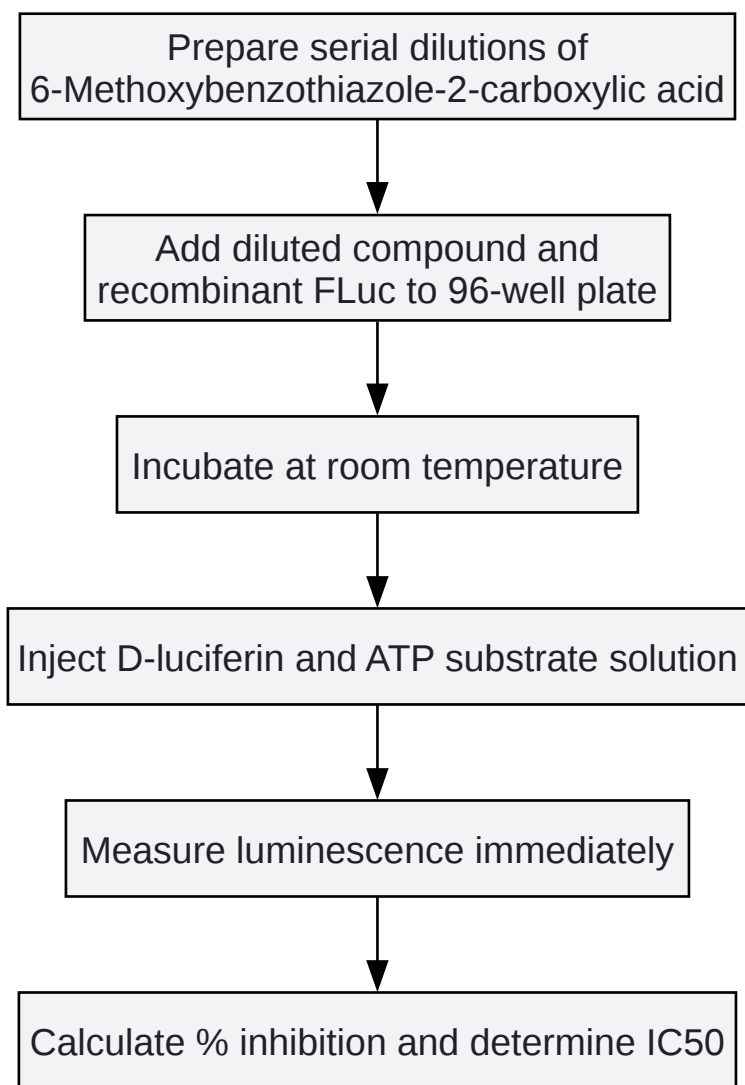 Prepare serial dilutions of
6-Methoxybenzothiazole-2-carboxylic acid
Add diluted compound and
recombinant FLuc to 96-well plate
Incubate at room temperature
Inject D-luciferin and ATP substrate solution
Measure luminescence immediately
Calculate % inhibition and determine IC50